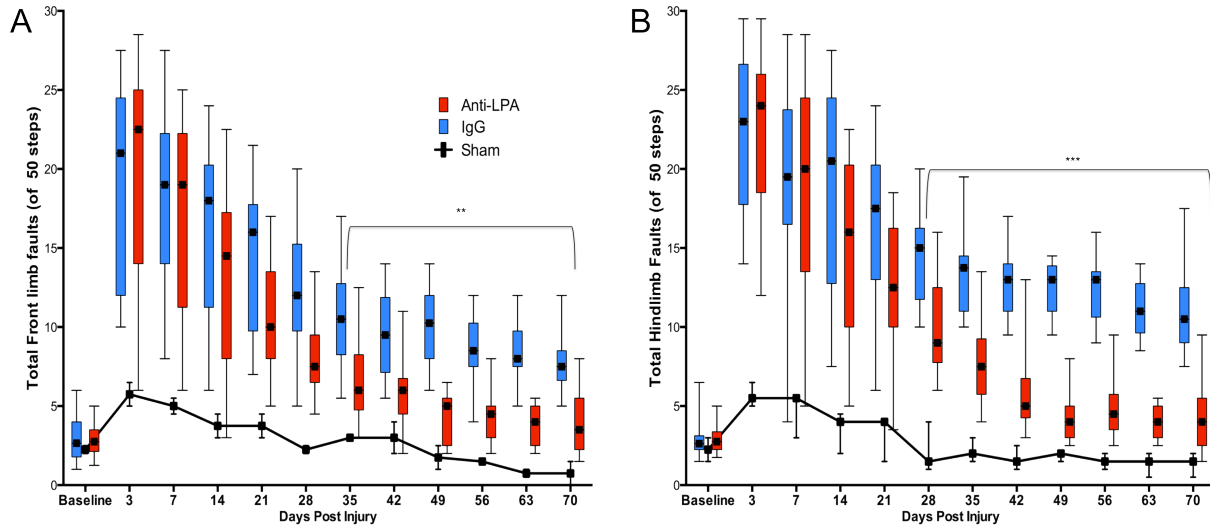 A
Total Front limb faults (of 50 steps)
30
25
20
15
10
5
0
Anti-LPA
IgG
Sham
**
Baseline 3 7 14 21 28 35 42 49 56 63 70
Days Post Injury
B
Total Hindlimb Faults (of 50 steps)
30
25
20
15
10
5
0
***
Baseline 3 7 14 21 28 35 42 49 56 63 70
Days Post Injury